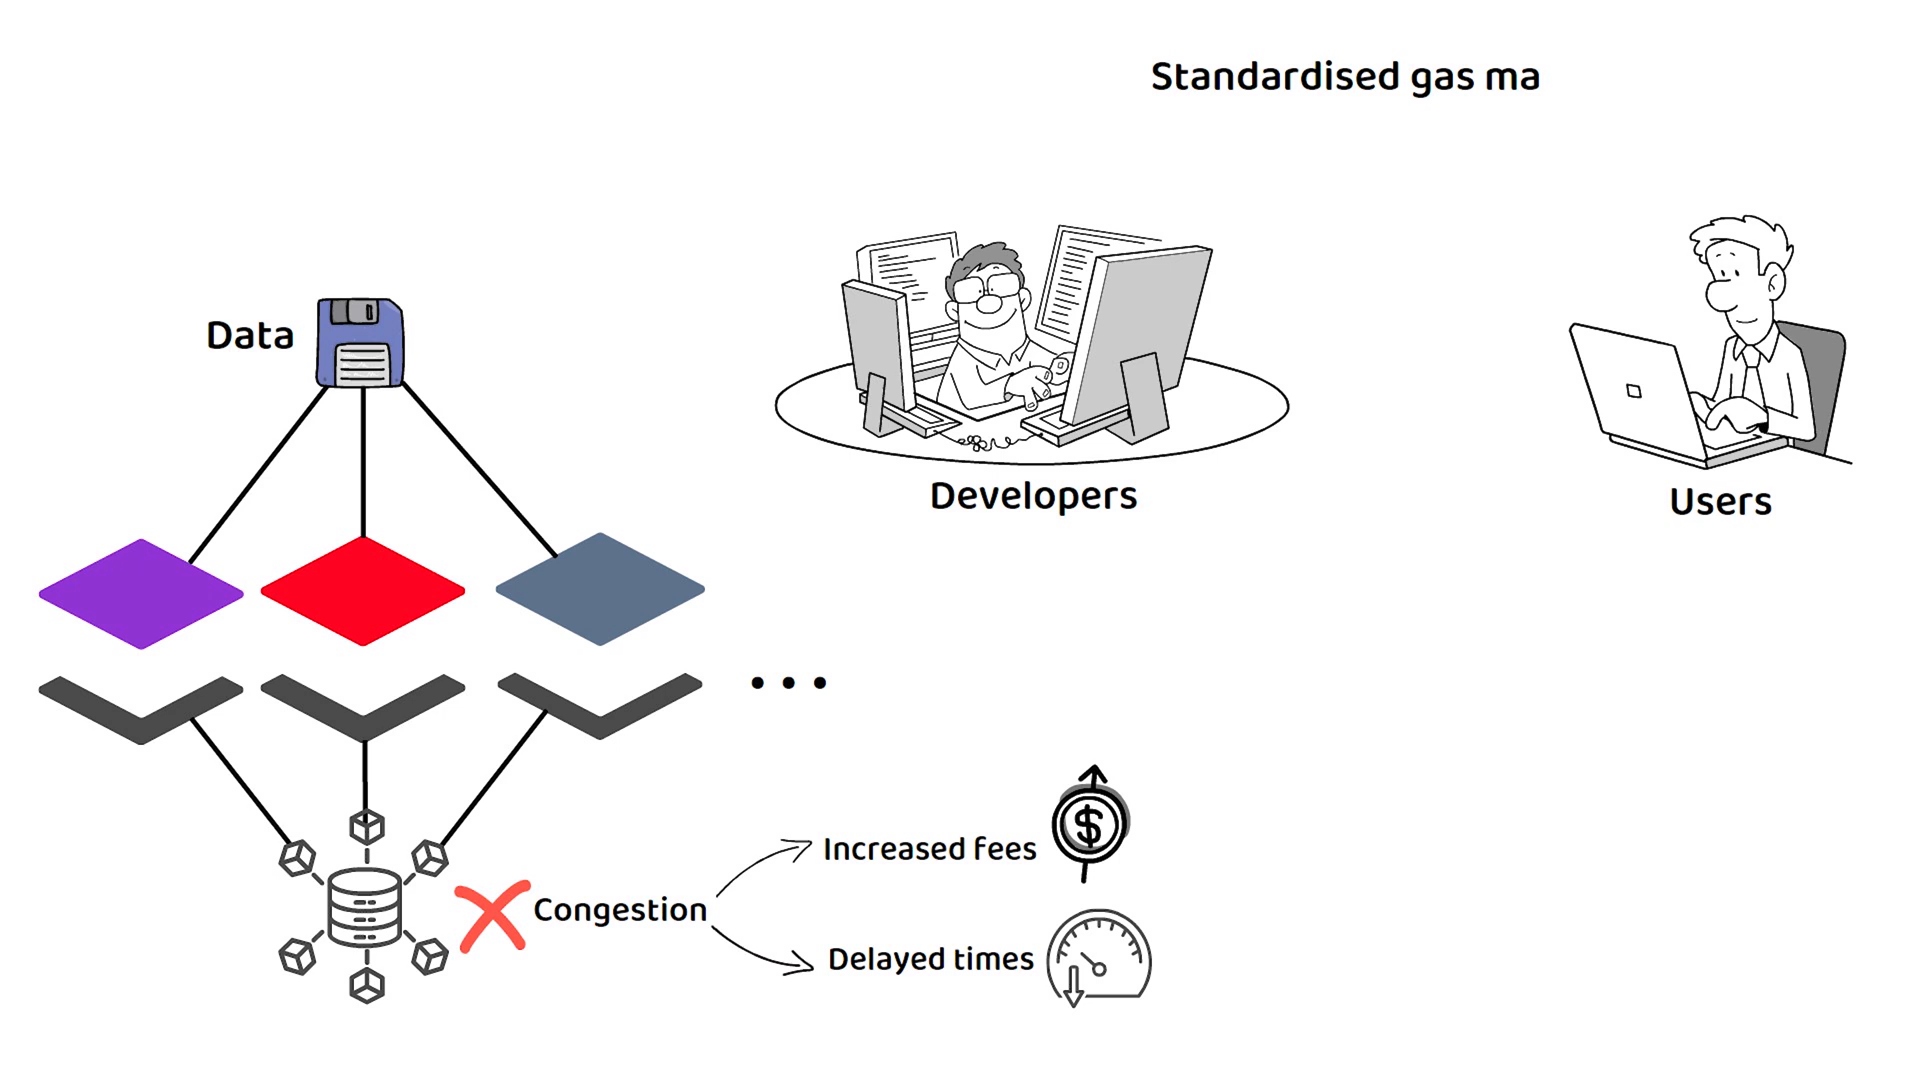 Standardised gas ma
Data
Developers
Users
Increased fees
Congestion
Delayed times